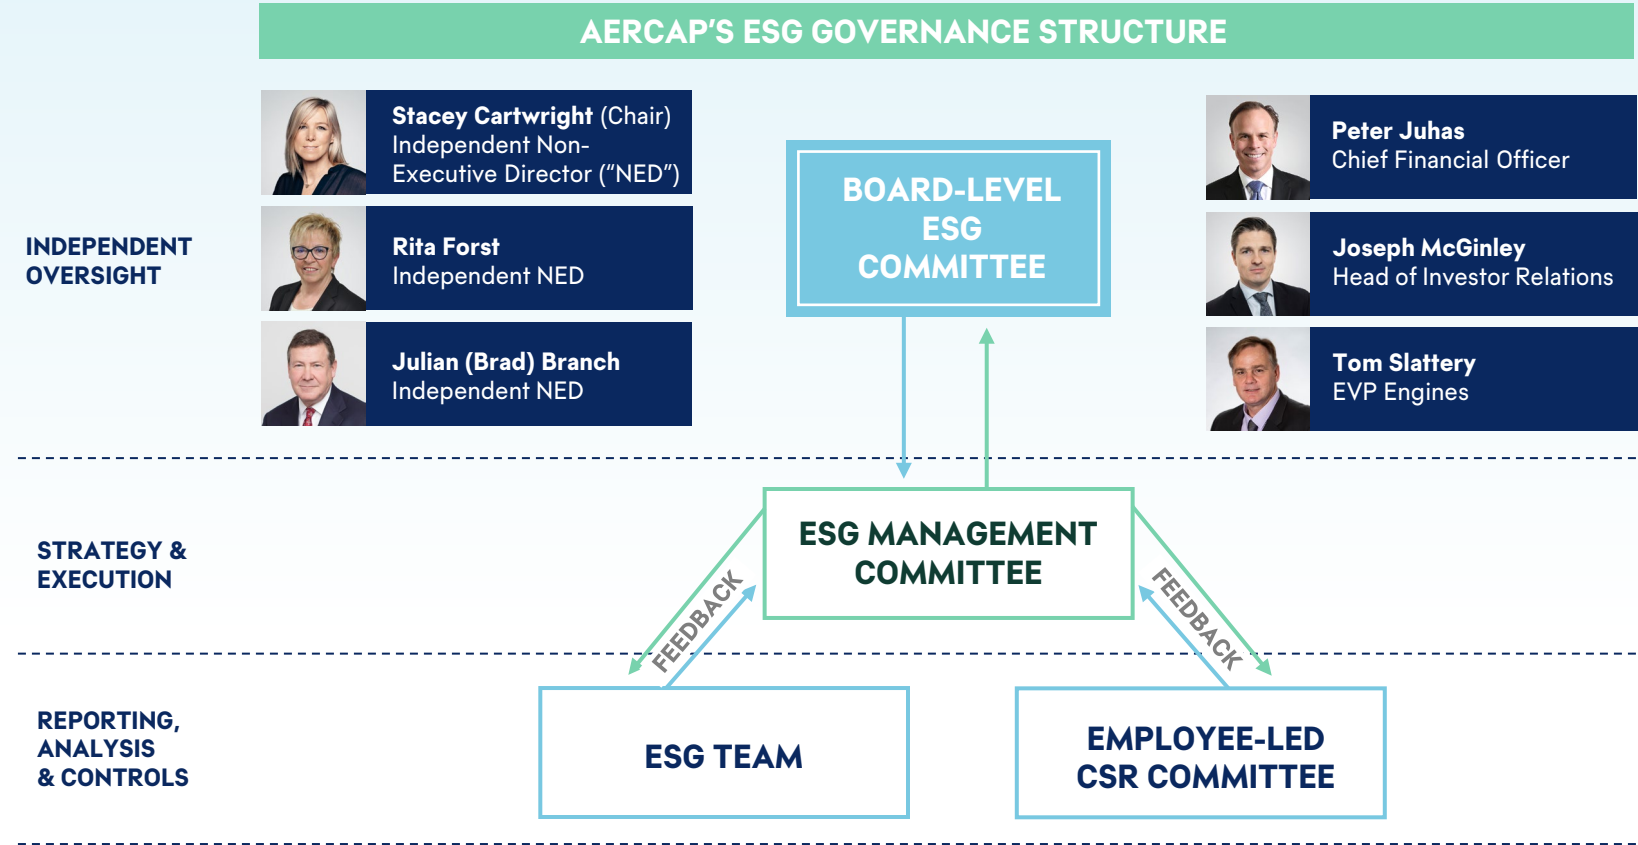 AERCAP'S ESG GOVERNANCE STRUCTURE
INDEPENDENT
OVERSIGHT
Stacey Cartwright (Chair)
Independent Non-
Executive Director (“NED”)
Rita Forst
Independent NED
Julian (Brad) Branch
Independent NED
BOARD-LEVEL
ESG
COMMITTEE
Peter Juhas
Chief Financial Officer
Joseph McGinley
Head of Investor Relations
Tom Slattery
EVP Engines
STRATEGY &
EXECUTION
ESG MANAGEMENT
COMMITTEE
FEEDBACK
FEEDBACK
REPORTING,
ANALYSIS
& CONTROLS
ESG TEAM
EMPLOYEE-LED
CSR COMMITTEE